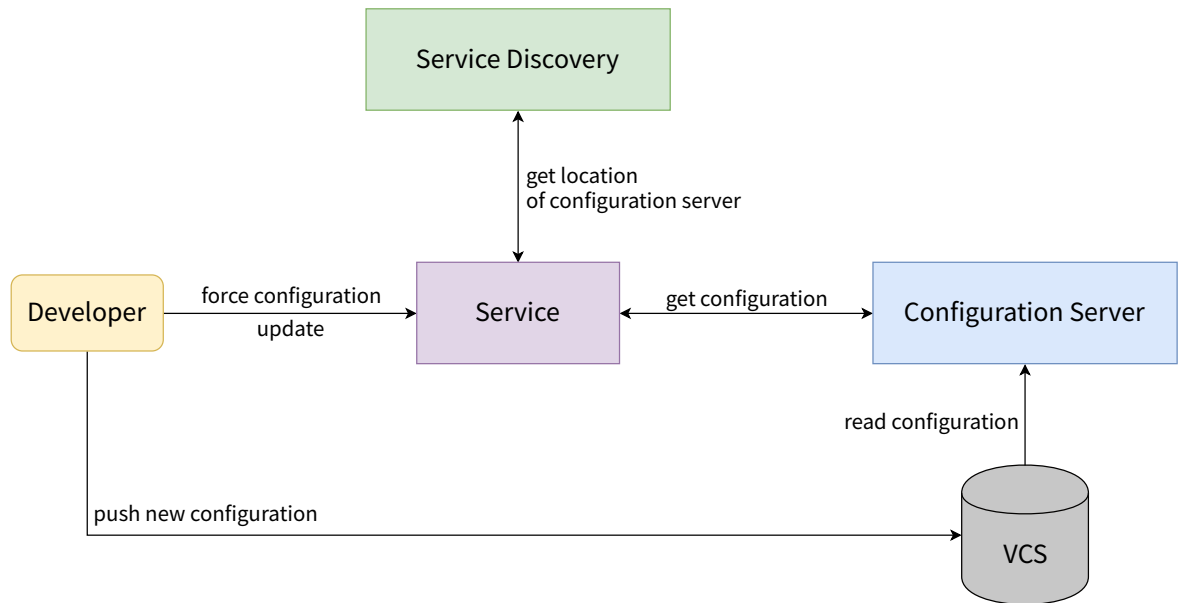 Service Discovery
get location
of configuration server
Developer
force configuration
update
Service
get configuration
Configuration Server
read configuration
push new configuration
VCS